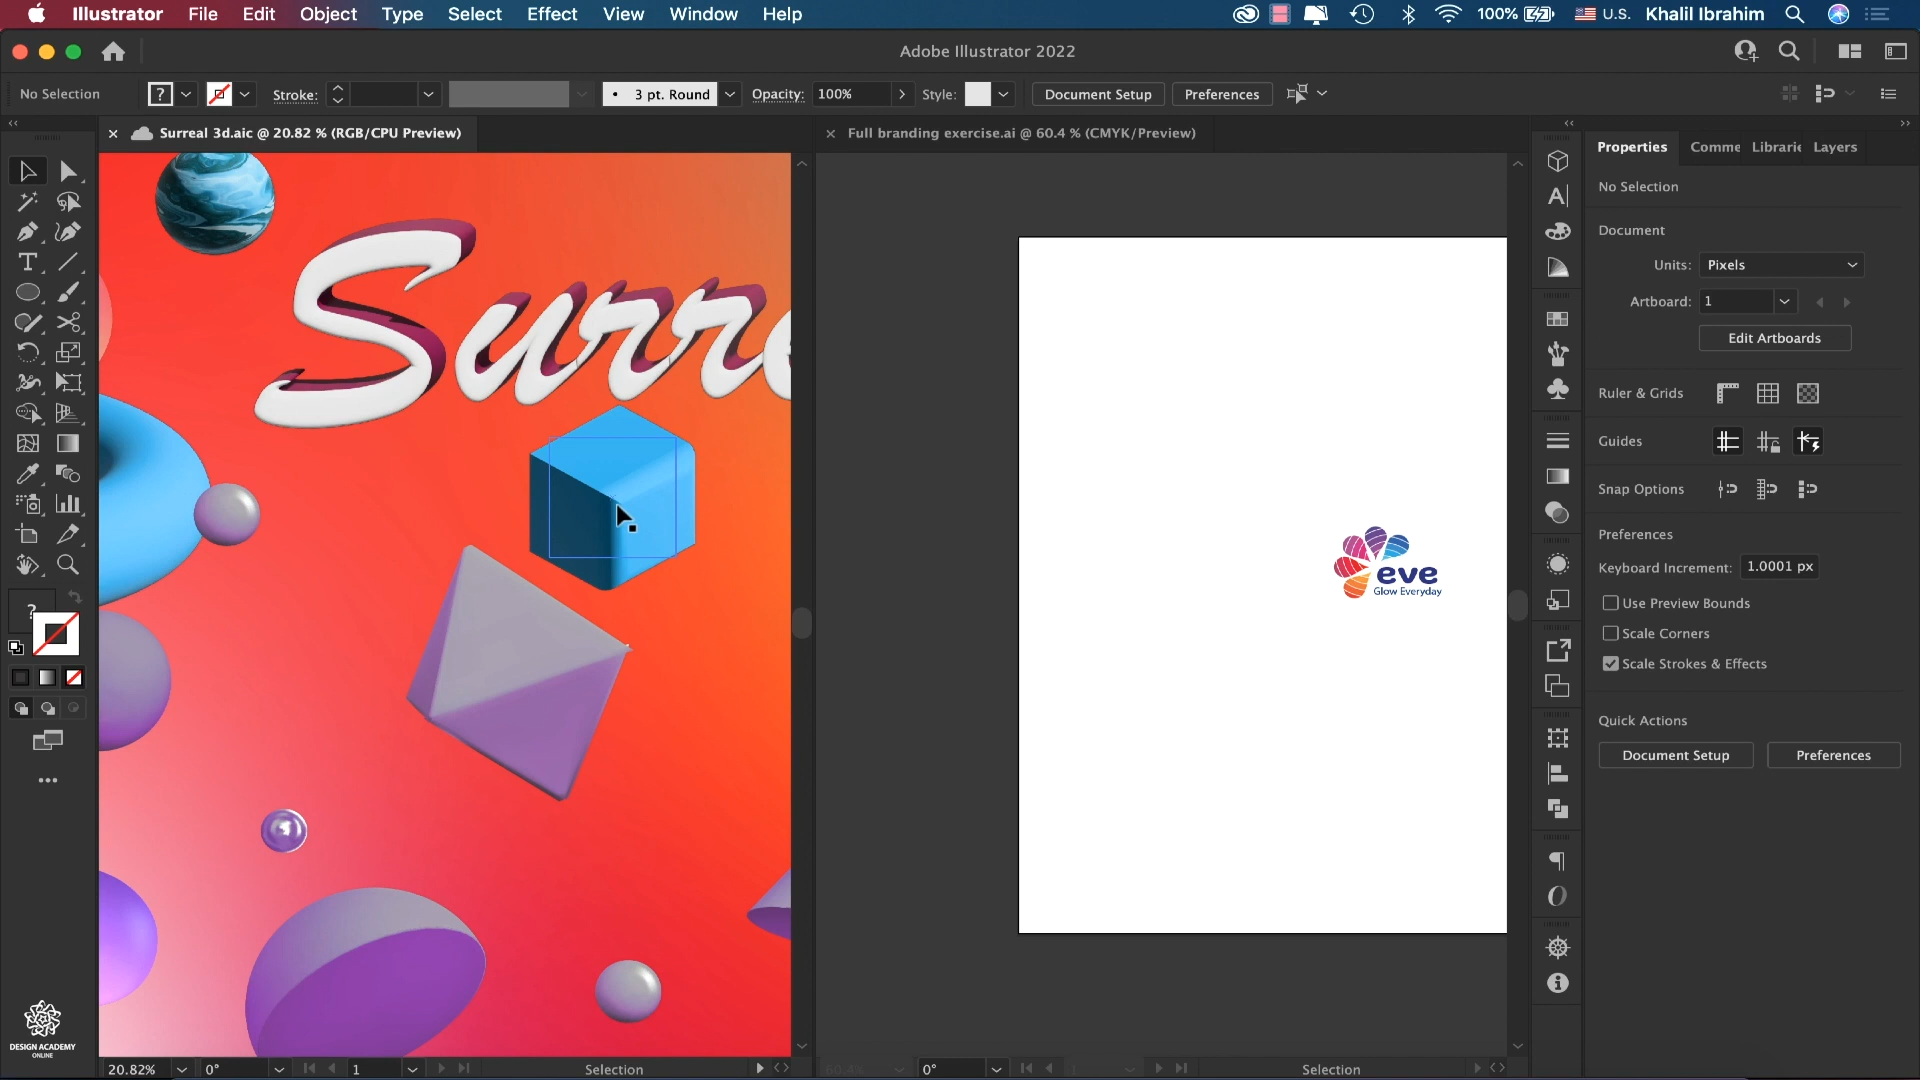 Illustrator File Edit Object Type Select Effect View Window Help
100% U.S. Khalil Ibrahim
Adobe Illustrator 2022
No Selection ? Stroke: 3 pt. Round Opacity: 100% Style: Document Setup Preferences
Surreal 3d.aic @ 20.82 % (RGB/CPU Preview)
Full branding exercise.ai @ 60.4 % (CMYK/Preview)
Properties Comme Librarie Layers
No Selection
Document
Units: Pixels
Artboard: 1
Edit Artboards
Ruler & Grids
Guides
Snap Options
Preferences
Keyboard Increment: 1.0001 px
Use Preview Bounds
Scale Corners
Scale Strokes & Effects
Quick Actions
Document Setup Preferences
Surre
eve
Glow Everyday
?
DESIGN ACADEMY
ONLINE
20.82% 0° 1 Selection
60.4% 0° 1 Selection